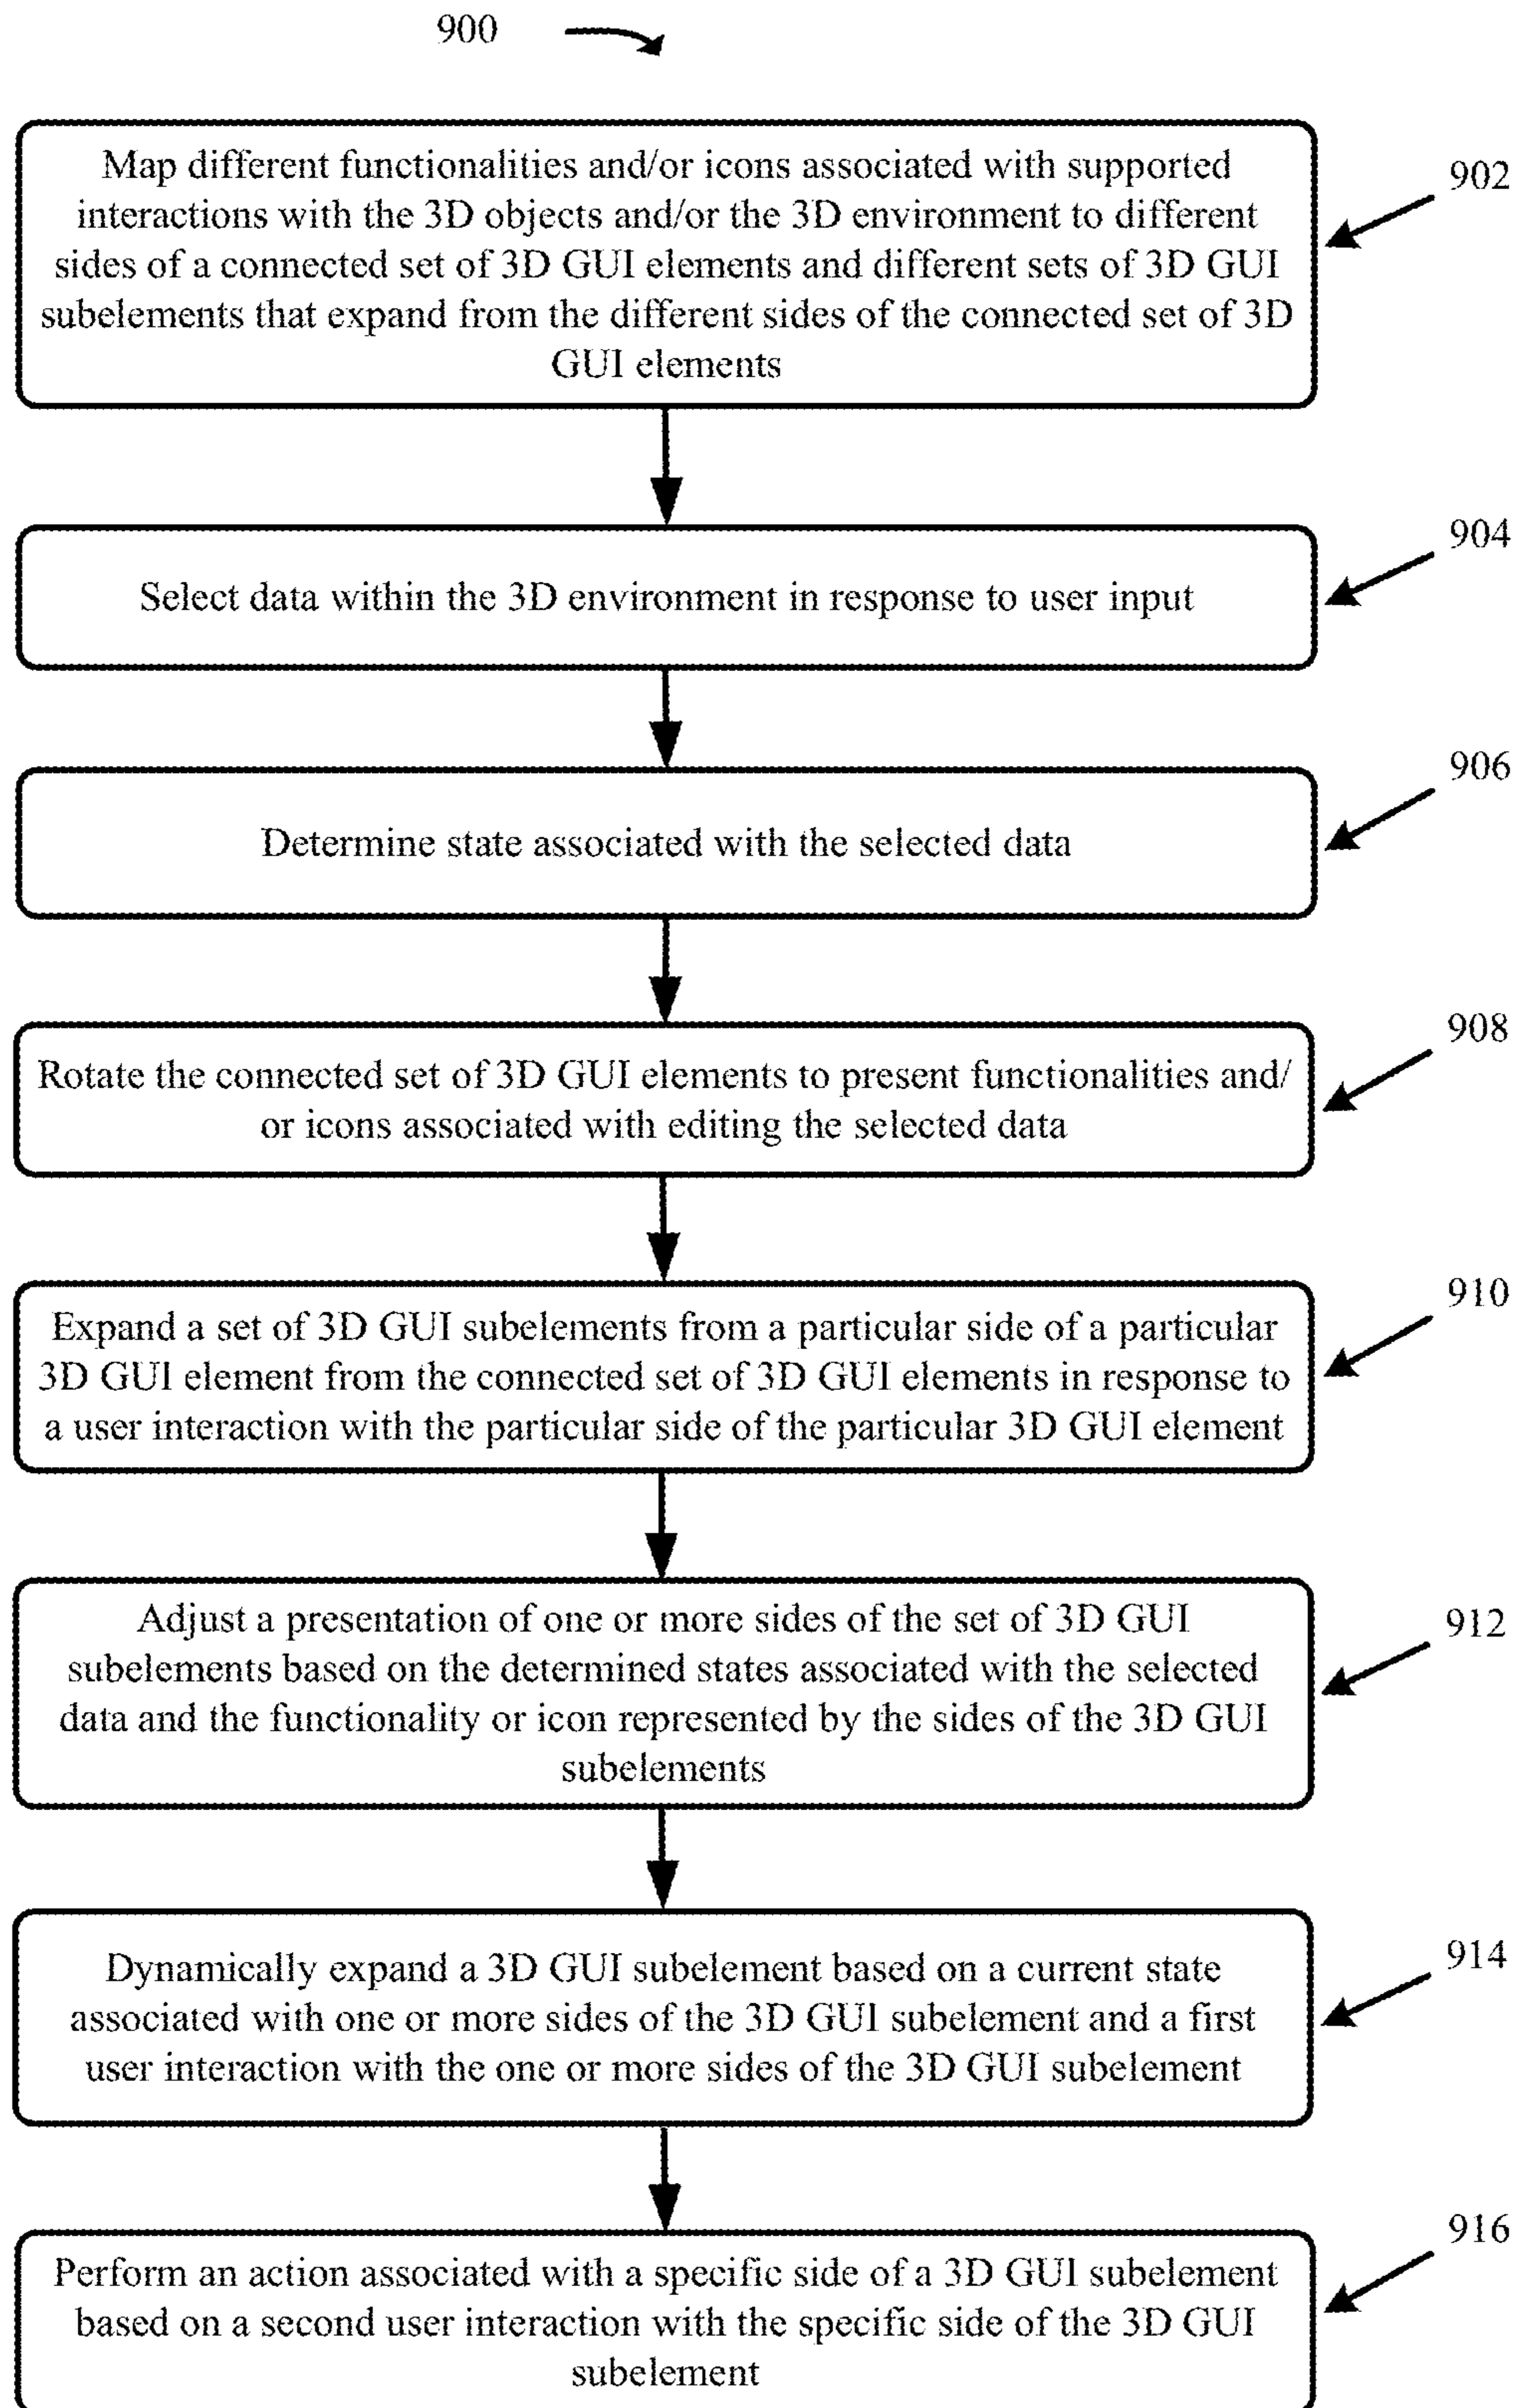 900
Map different functionalities and/or icons associated with supported
interactions with the 3D objects and/or the 3D environment to different
sides of a connected set of 3D GUI elements and different sets of 3D GUI
subelements that expand from the different sides of the connected set of 3D
GUI elements
902
Select data within the 3D environment in response to user input
904
Determine state associated with the selected data
906
Rotate the connected set of 3D GUI elements to present functionalities and/
or icons associated with editing the selected data
908
Expand a set of 3D GUI subelements from a particular side of a particular
3D GUI element from the connected set of 3D GUI elements in response to
a user interaction with the particular side of the particular 3D GUI element
910
Adjust a presentation of one or more sides of the set of 3D GUI
subelements based on the determined states associated with the selected
data and the functionality or icon represented by the sides of the 3D GUI
subelements
912
Dynamically expand a 3D GUI subelement based on a current state
associated with one or more sides of the 3D GUI subelement and a first
user interaction with the one or more sides of the 3D GUI subelement
914
Perform an action associated with a specific side of a 3D GUI subelement
based on a second user interaction with the specific side of the 3D GUI
subelement
916